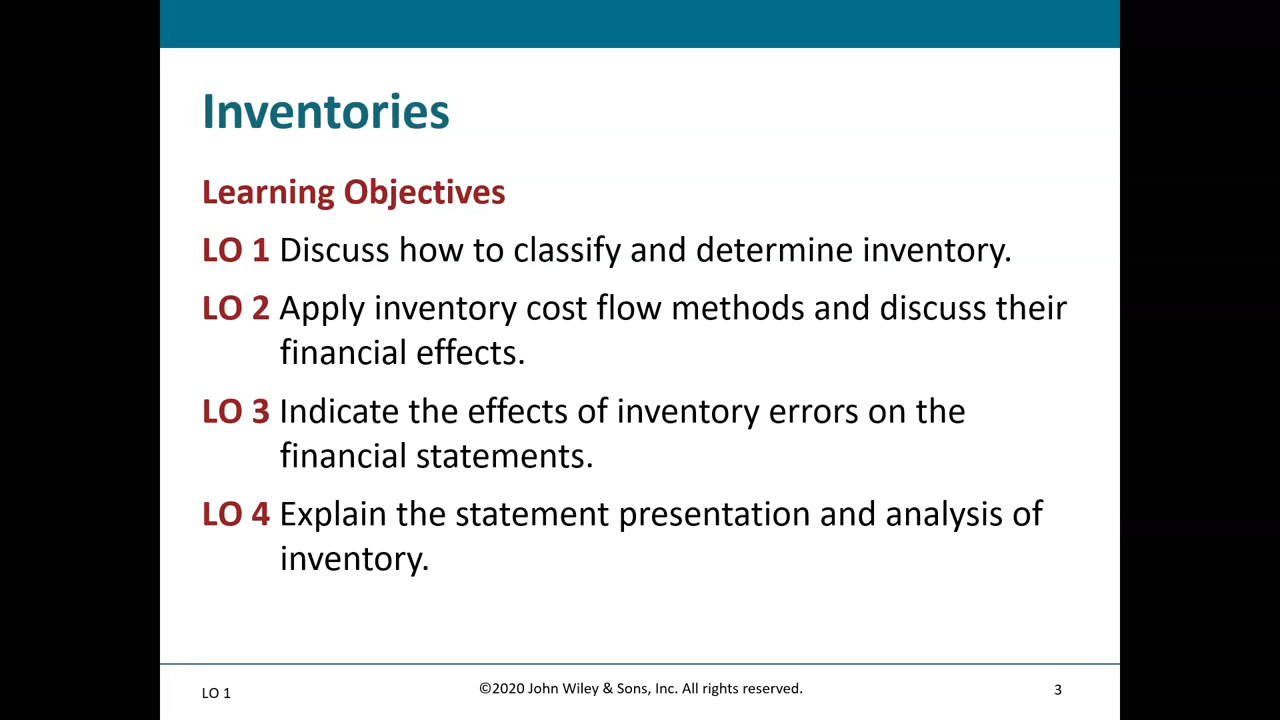 Inventories
Learning Objectives
LO 1 Discuss how to classify and determine inventory.
LO 2 Apply inventory cost flow methods and discuss their
financial effects.
LO 3 Indicate the effects of inventory errors on the
financial statements.
LO 4 Explain the statement presentation and analysis of
inventory.
LO 1
©2020 John Wiley & Sons, Inc. All rights reserved.
3